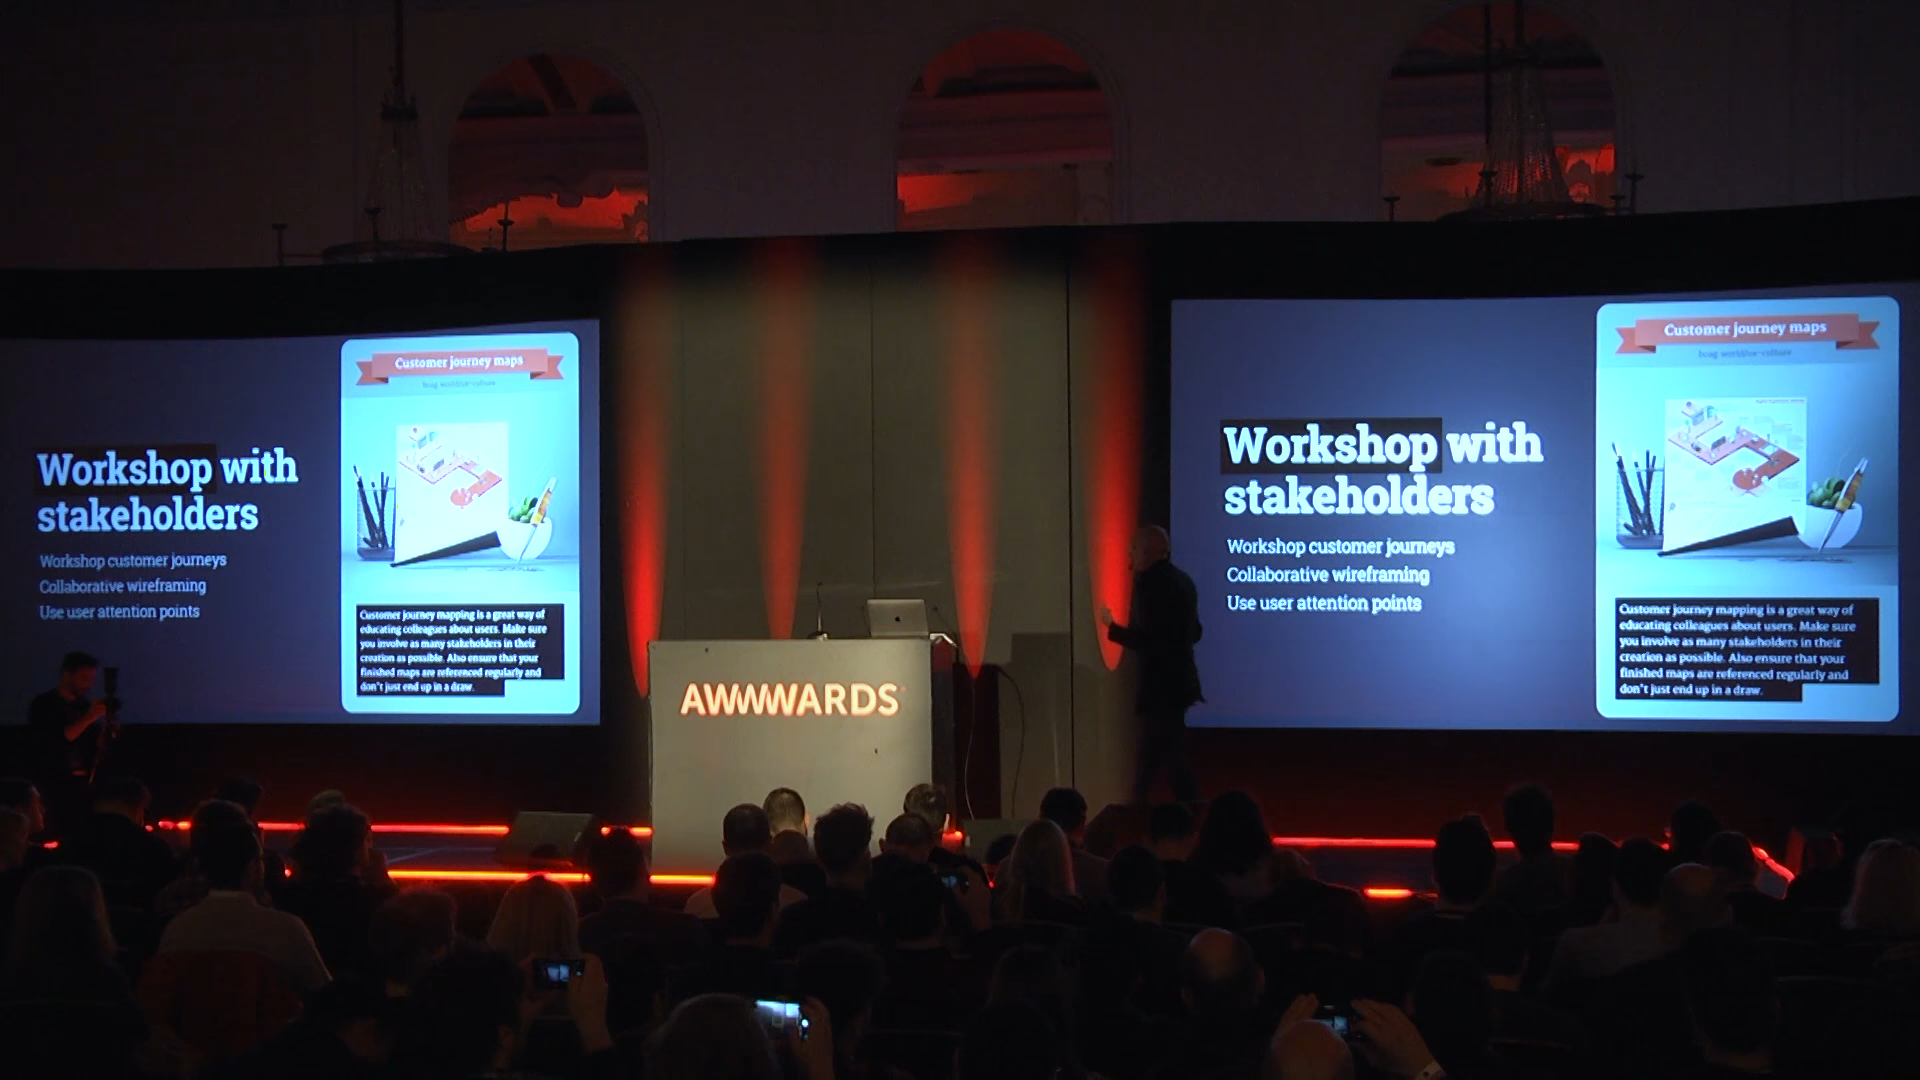 Customer journey maps
Workshop with
stakeholders
Workshop customer journeys
Collaborative wireframing
Use user attention points
Customer journey mapping is a great way of
educating colleagues about users. Make sure
you involve as many stakeholders in their
creation as possible. Also ensure that your
finished maps are referenced regularly and
don't just end up in a draw.
AWWWARDS
Customer journey maps
boag.world/ux-culture
Workshop with
stakeholders
Workshop customer journeys
Collaborative wireframing
Use user attention points
Customer journey mapping is a great way of
educating colleagues about users. Make sure
you involve as many stakeholders in their
creation as possible. Also ensure that your
finished maps are referenced regularly and
don't just end up in a draw.